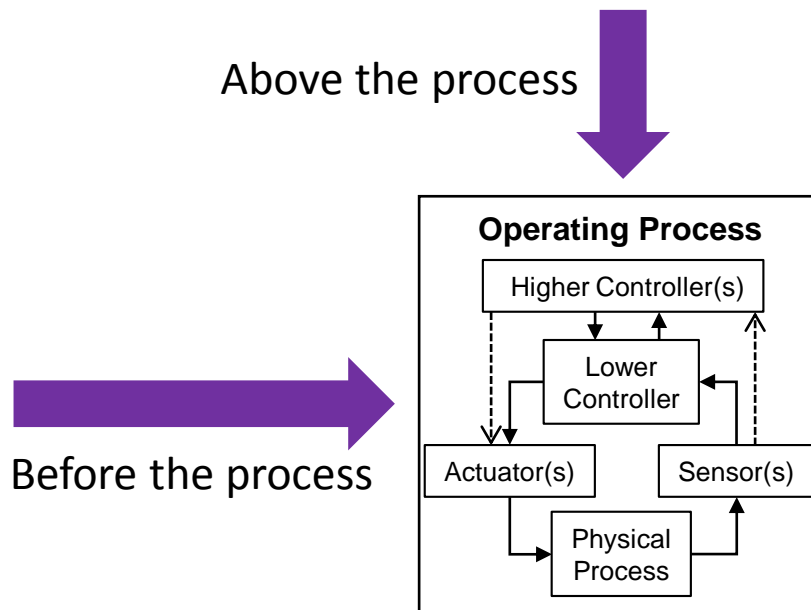 Above the process
Operating Process
Higher Controller(s)
Lower
Controller
Before the process
Actuator(s)
Sensor(s)
Physical
Process